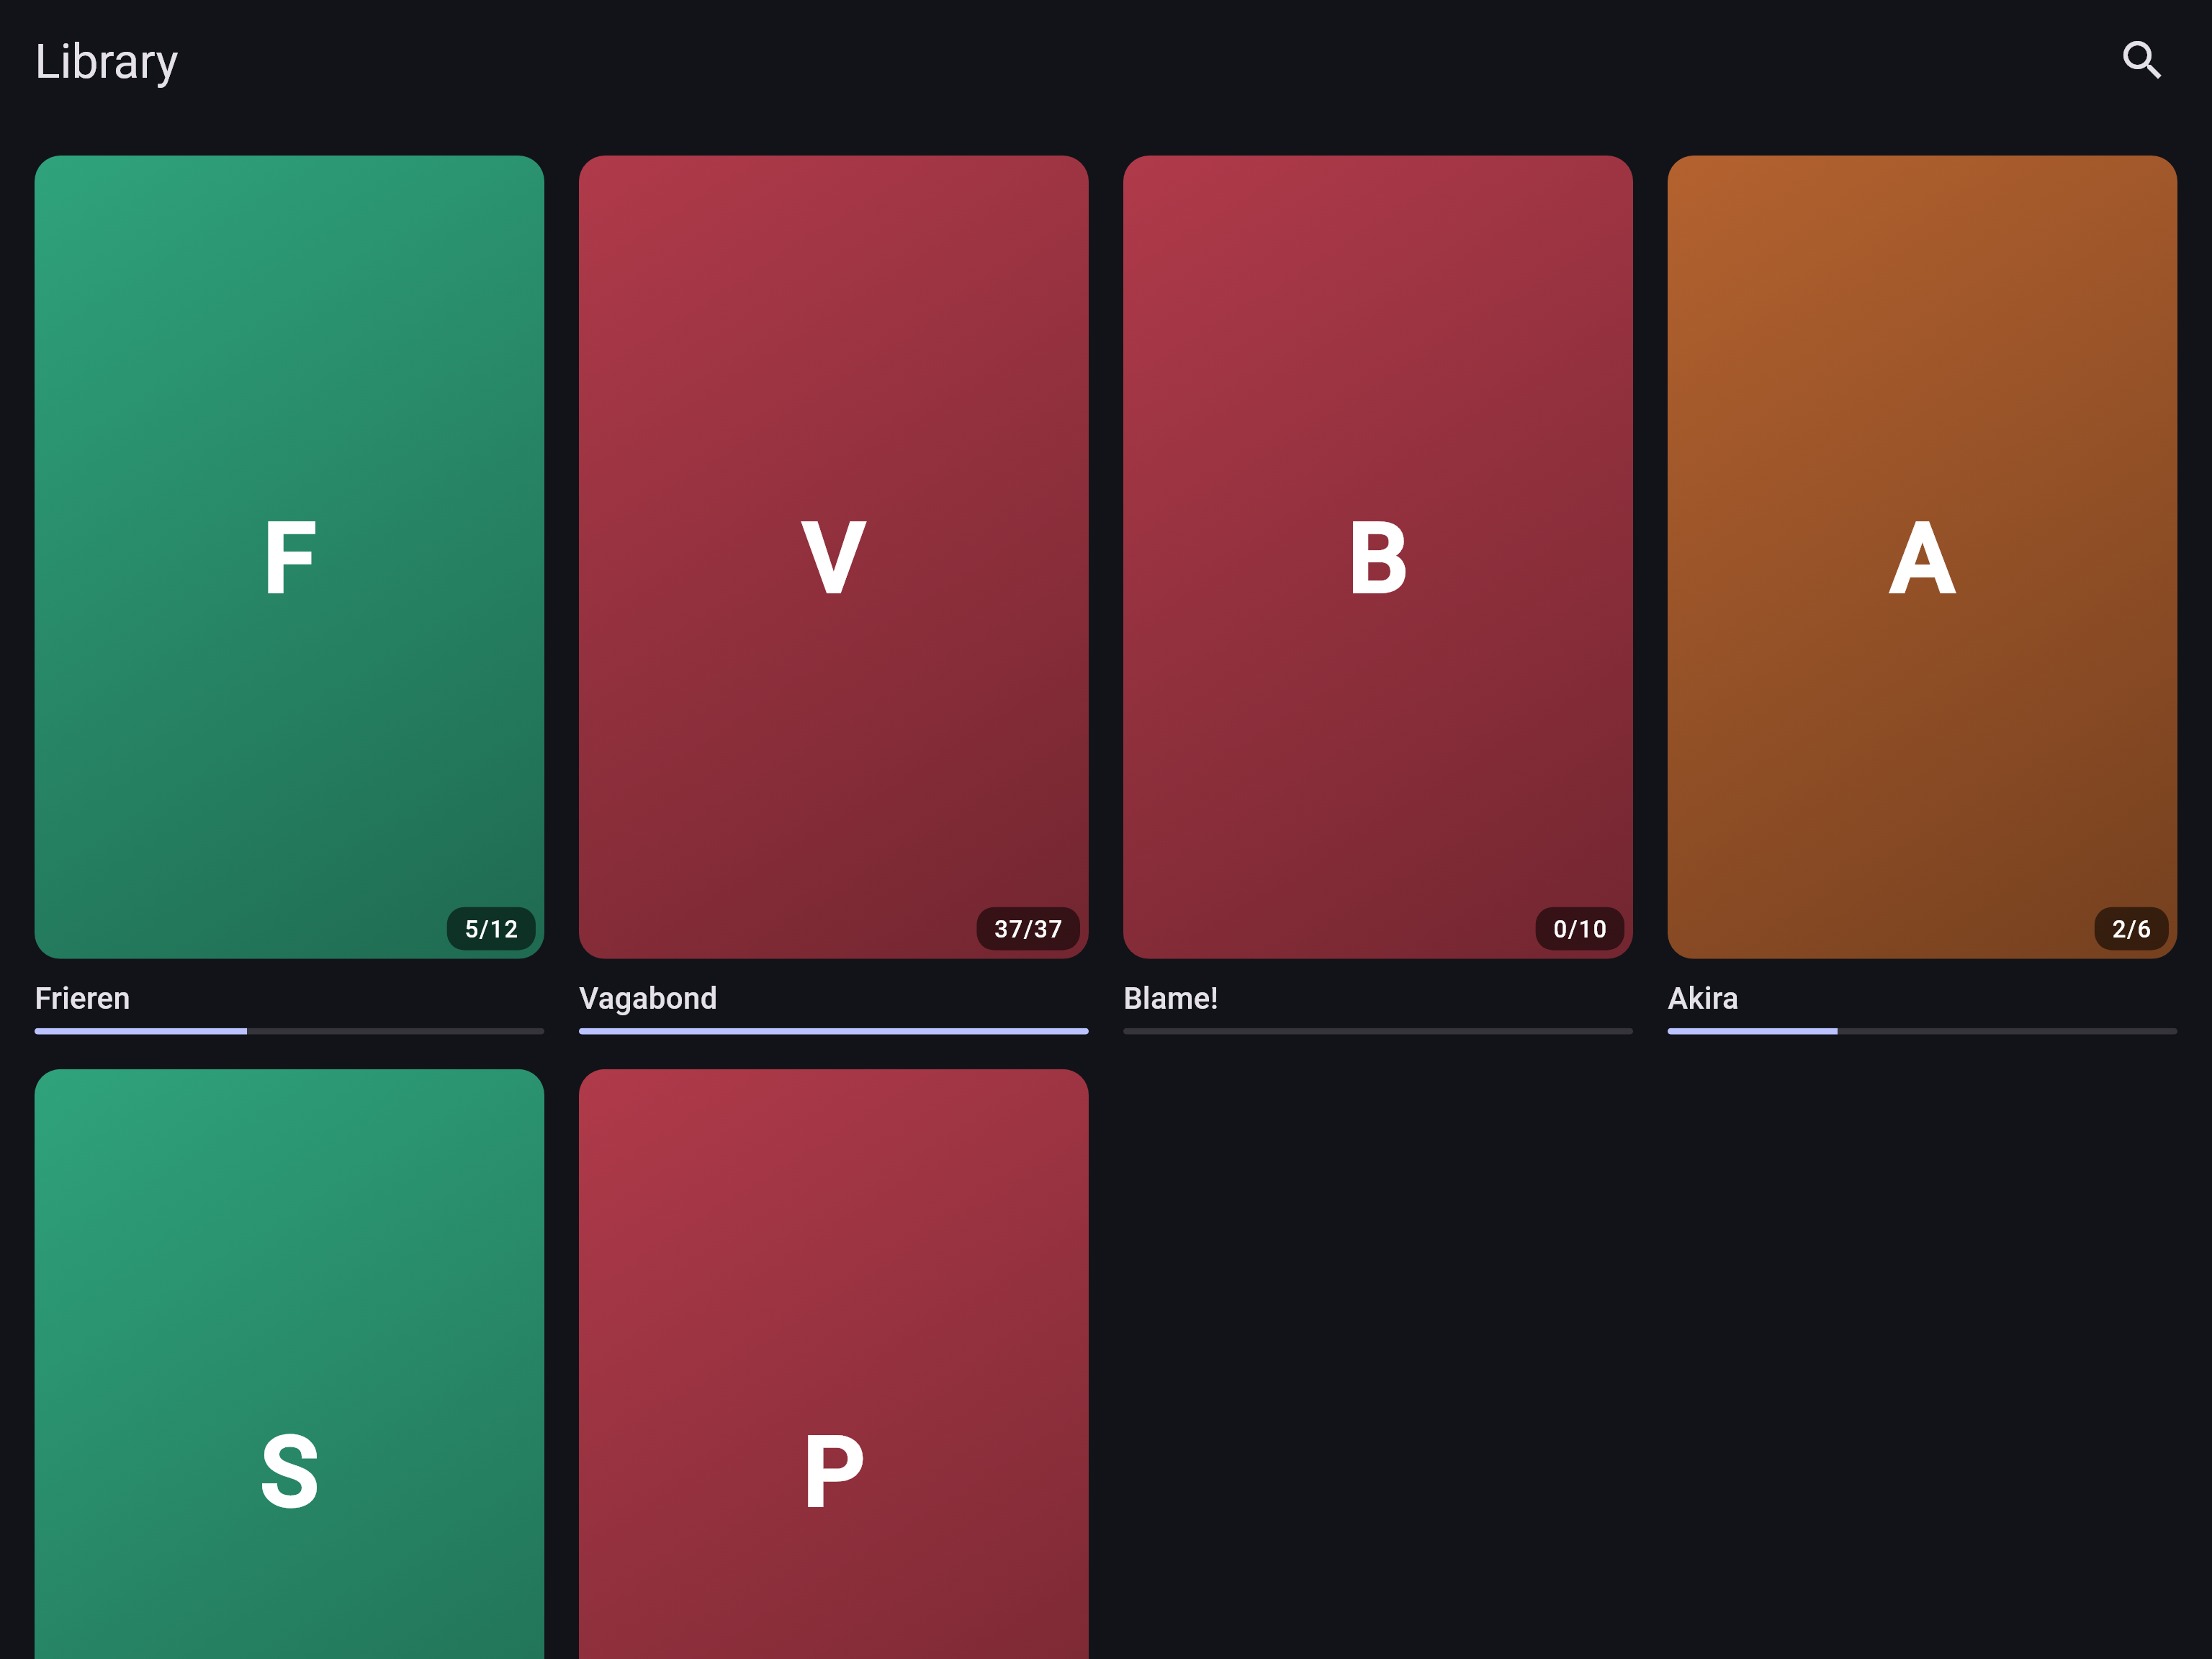 Library
F
V
B
A
5/12
37/37
0/10
2/6
Frieren
Vagabond
Blame!
Akira
S
P